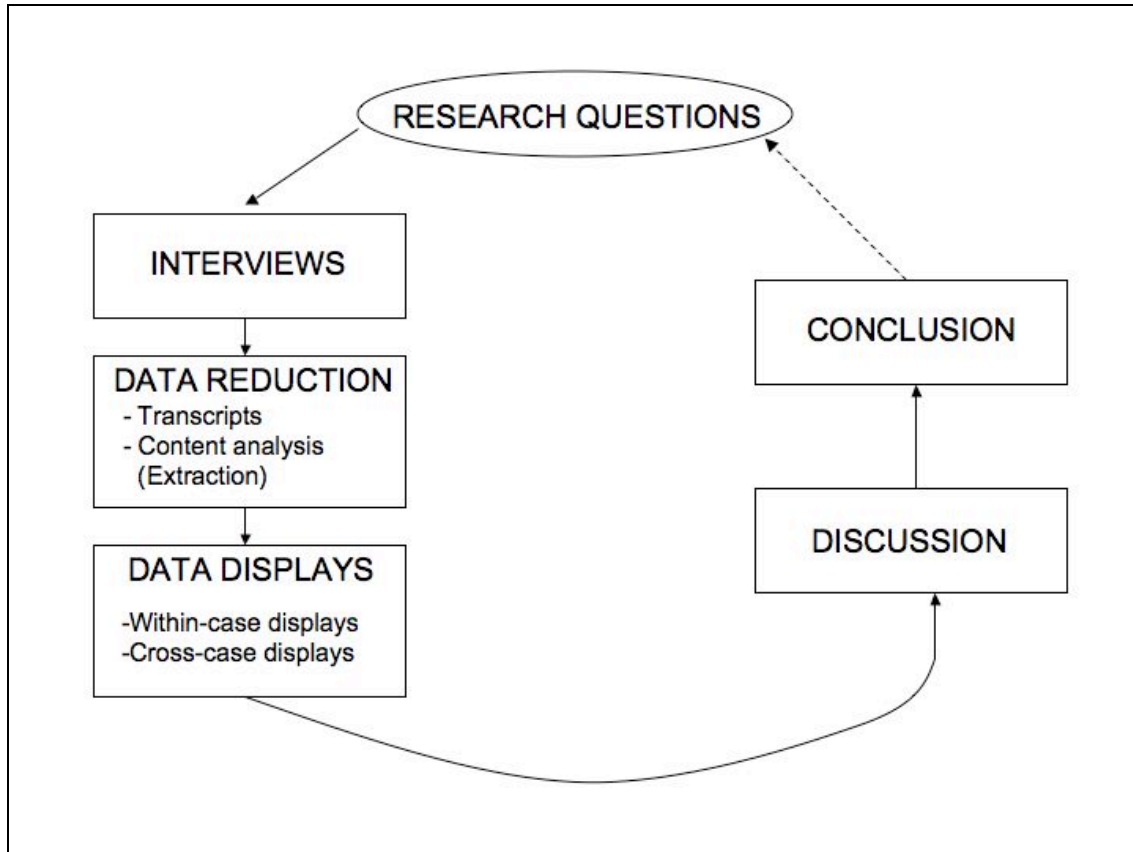 RESEARCH QUESTIONS
INTERVIEWS
DATA REDUCTION
- Transcripts
- Content analysis
(Extraction)
DATA DISPLAYS
-Within-case displays
-Cross-case displays
DISCUSSION
CONCLUSION